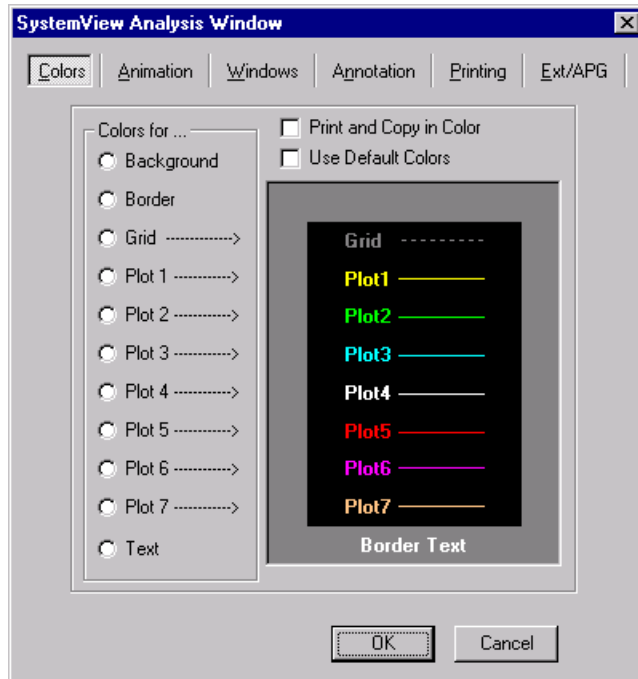 SystemView Analysis Window
Colors Animation Windows Annotation Printing Ext/APG
Colors for ...
Background
Border
Grid ------------->
Plot 1 ------------>
Plot 2 ------------>
Plot 3 ------------>
Plot 4 ------------>
Plot 5 ------------>
Plot 6 ------------>
Plot 7 ------------>
Text
Print and Copy in Color
Use Default Colors
Grid
Plot1
Plot2
Plot3
Plot4
Plot5
Plot6
Plot7
Border Text
OK Cancel